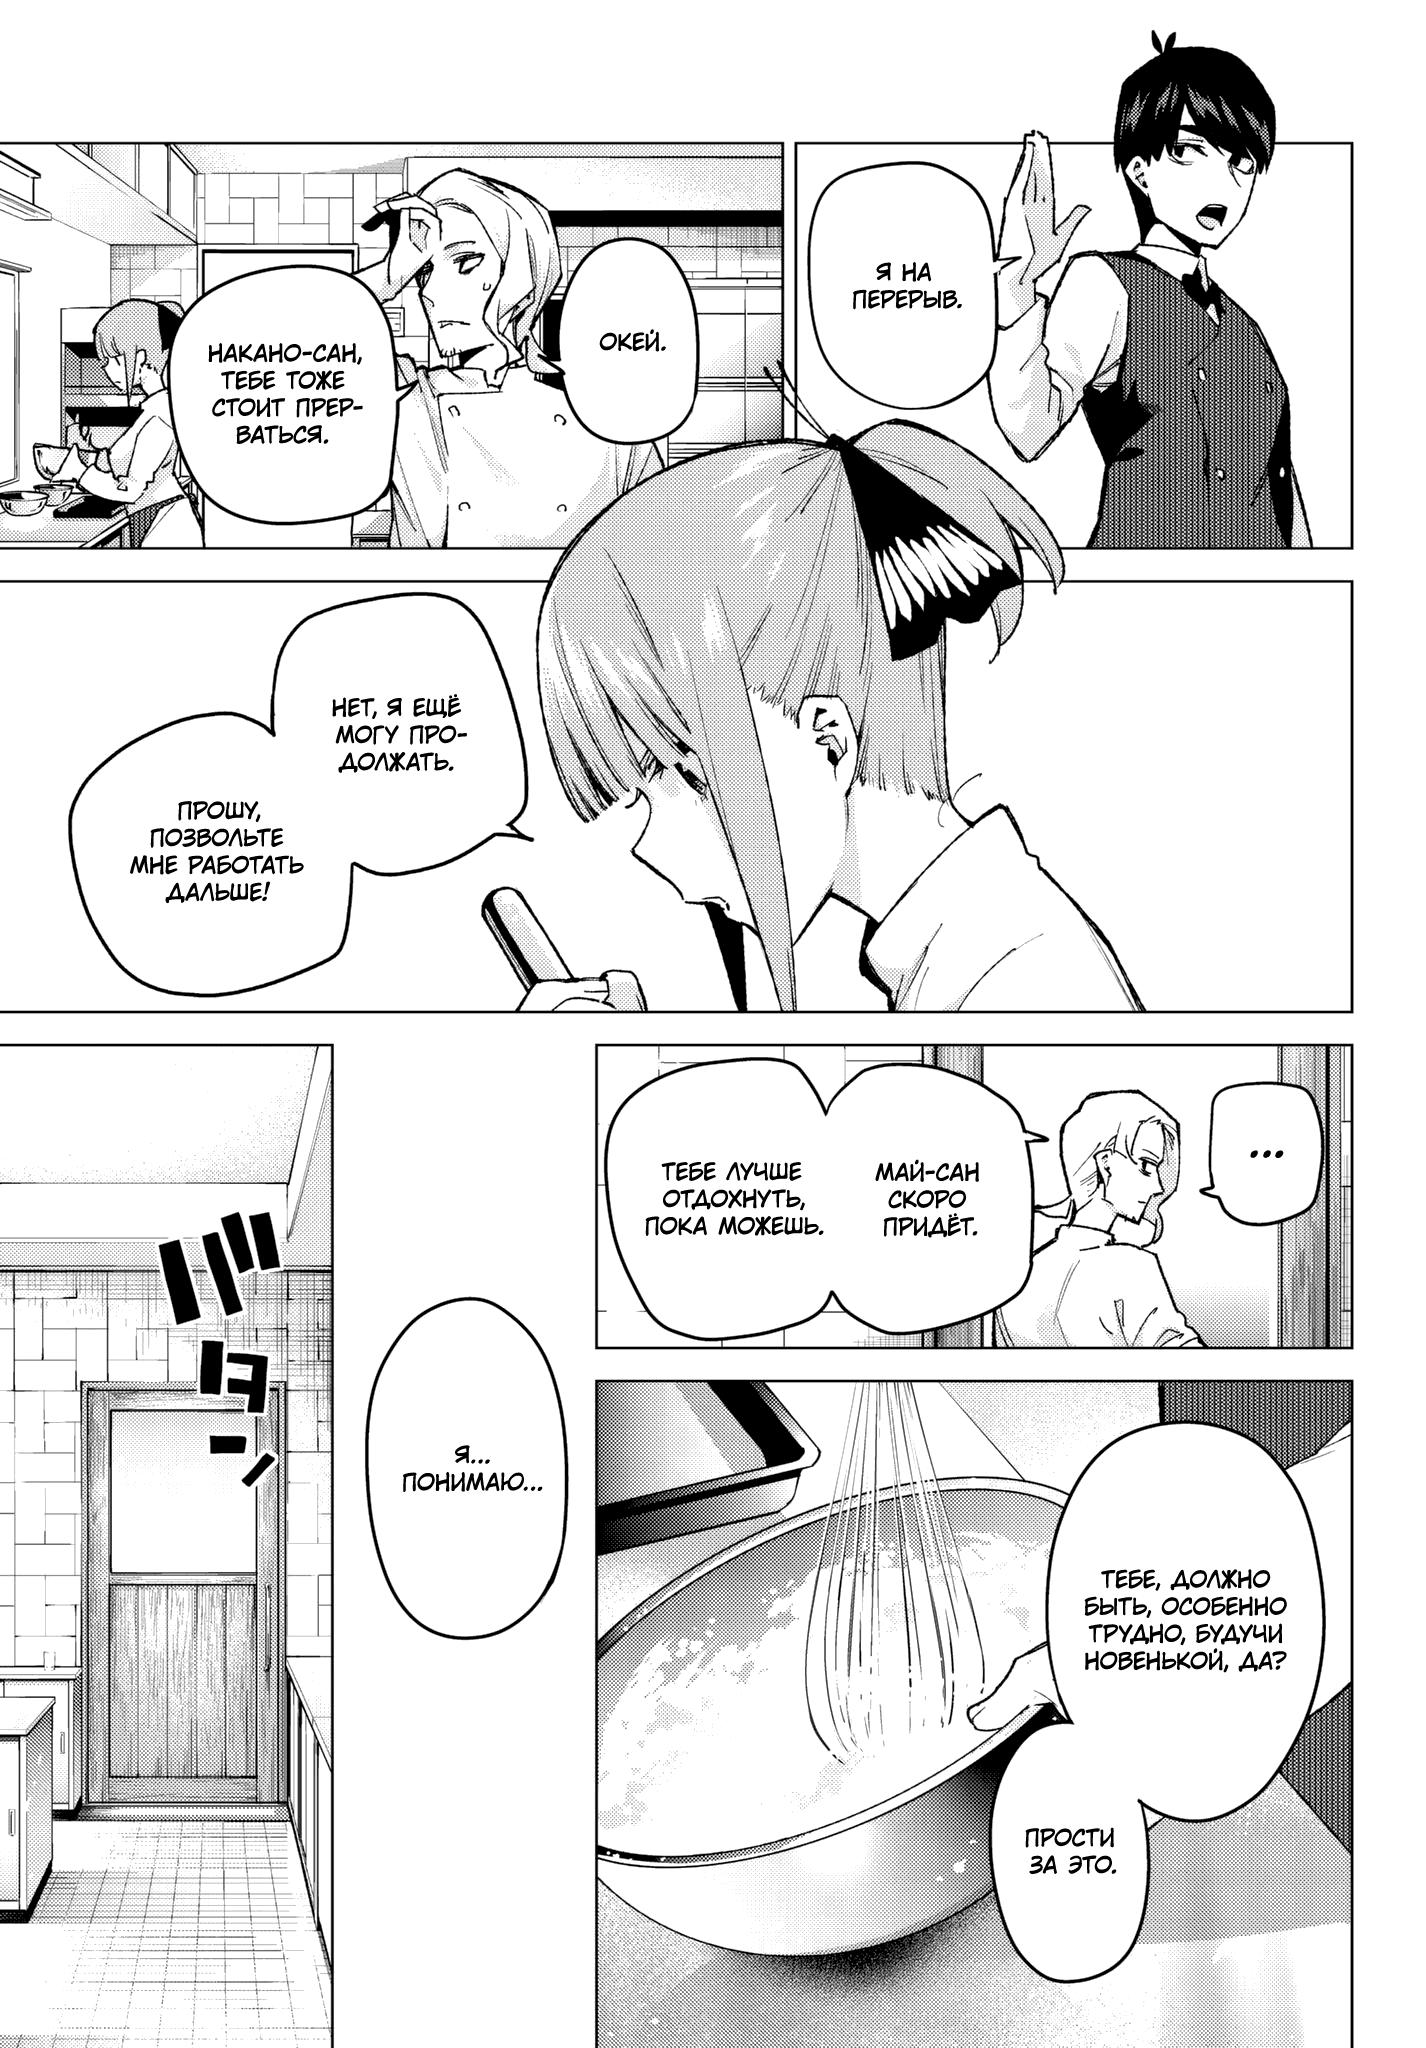 Я НА
ПЕРЕРЫВ.
ОКЕЙ.
НАКАНО-САН,
ТЕБЕ ТОЖЕ
СТОИТ ПРЕР-
ВАТЬСЯ.
НЕТ, Я ЕЩЁ
МОГУ ПРО-
ДОЛЖАТЬ.
ПРОШУ,
ПОЗВОЛЬТЕ
МНЕ РАБОТАТЬ
ДАЛЬШЕ!
...
МАЙ-САН
СКОРО
ПРИДЁТ.
ТЕБЕ ЛУЧШЕ
ОТДОХНУТЬ,
ПОКА МОЖЕШЬ.
ТЕБЕ, ДОЛЖНО
БЫТЬ, ОСОБЕННО
ТРУДНО, БУДУЧИ
НОВЕНЬКОЙ, ДА?
ПРОСТИ
ЗА ЭТО.
Я...
ПОНИМАЮ...
バタン